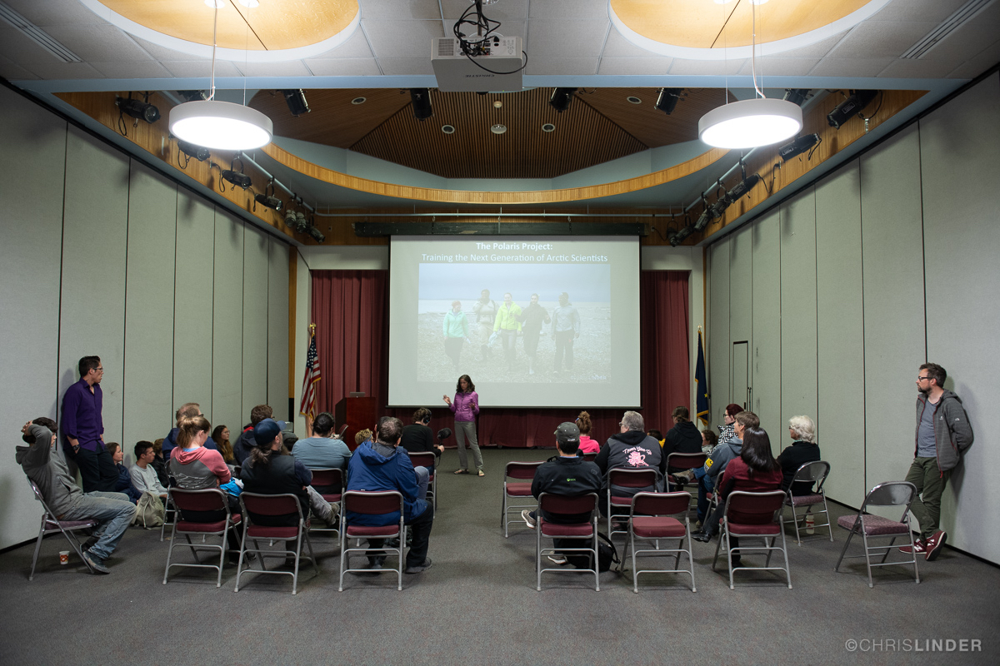 The Polaris Project:
Training the Next Generation of Arctic Scientists
©CHRISLINDER